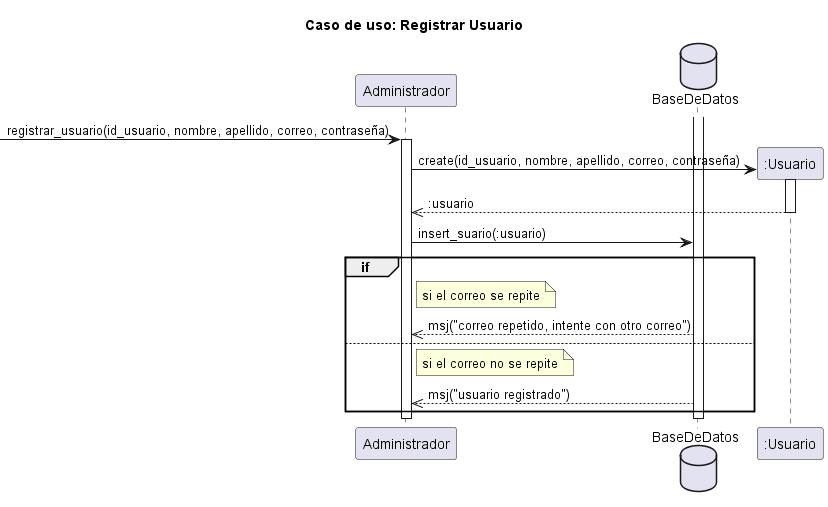 Caso de uso: Registrar Usuario
Administrador
BaseDeDatos
registrar_usuario(id_usuario, nombre, apellido, correo, contraseña)
create(id_usuario, nombre, apellido, correo, contraseña)
:Usuario
:usuario
insert_suario(:usuario)
if
si el correo se repite
msj("correo repetido, intente con otro correo")
si el correo no se repite
msj("usuario registrado")
Administrador
BaseDeDatos
:Usuario